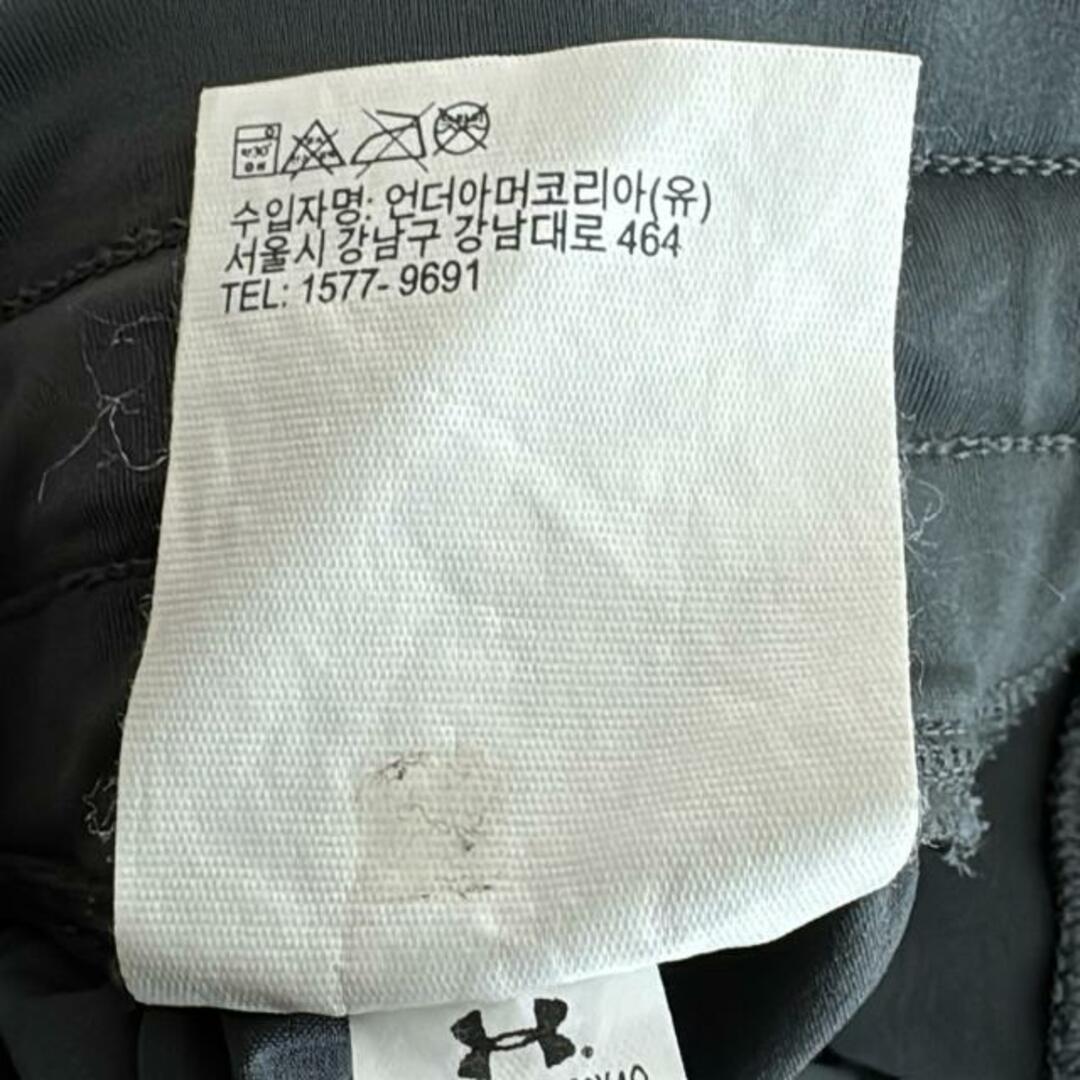 수입자명: 언더아머코리아(유)
서울시 강남구 강남대로 464
TEL: 1577- 9691